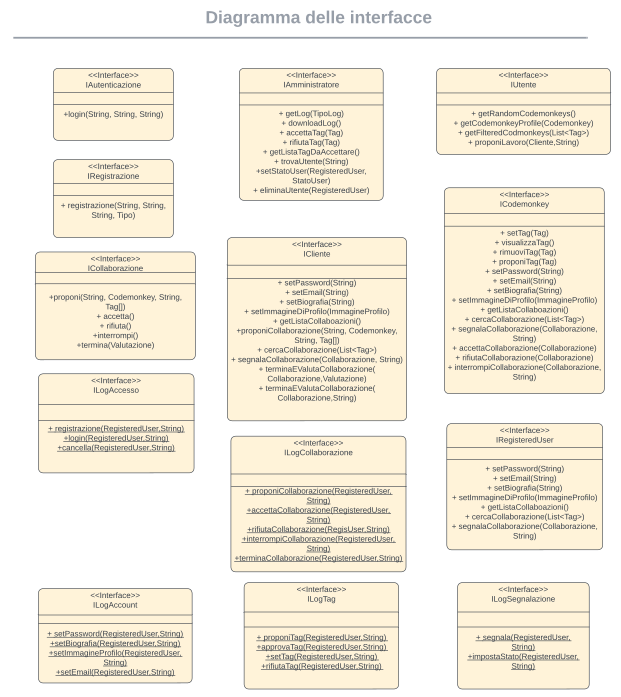 Diagramma delle interfacce
<<Interface>>
IAutenticazione
+login(String, String, String)
<<Interface>>
IRegistrazione
+ registrazione(String, String,
String, Tipo)
<<Interface>>
ICollaborazione
+proponi(String, Codemonkey, String,
Tag[])
+ accetta()
+ rifiuta()
+interrompi()
+termina(Valutazione)
<<Interface>>
ILogAccesso
+ registrazione(RegisteredUser,String)
+login(RegisteredUser,String)
+cancella(RegisteredUser,String)
<<Interface>>
ILogAccount
+ setPassword(RegisteredUser,String)
+setBiografia(RegisteredUser,String)
+setImmagineProfilo(RegisteredUser,
String)
+setEmail(RegisteredUser,String)
<<Interface>>
IAmministratore
+ getLog(TipoLog)
+ downloadLog()
+ accettaTag(Tag)
+ rifiutaTag(Tag)
+ getListaTagDaAccettare()
+ trovaUtente(String)
+setStatoUser(RegisteredUser,
StatoUser)
+ eliminaUtente(RegisteredUser)
<<Interface>>
ICliente
+ setPassword(String)
+ setEmail(String)
+ setBiografia(String)
+ setImmagineDiProfilo(ImmagineProfilo)
+ getListaCollaboazioni()
+proponiCollaborazione(String, Codemonkey,
String, Tag[])
+ cercaCollaborazione(List<Tag>)
+ segnalaCollaborazione(Collaborazione, String)
+ terminaEValutaCollaborazione(
Collaborazione,Valutazione)
+ terminaEValutaCollaborazione(
Collaborazione,String)
<<Interface>>
ILogCollaborazione
+ proponiCollaborazione(RegisteredUser,
String)
+accettaCollaborazione(RegisteredUser,
String)
+rifiutaCollaborazione(RegisUser,String)
+interrompiCollaborazione(RegisteredUser,
String)
+terminaCollaborazione(RegisteredUser,String)
<<Interface>>
ILogTag
+ proponiTag(RegisteredUser,String)
+approvaTag(RegisteredUser,String)
+setTag(RegisteredUser,String)
+rifiutaTag(RegisteredUser,String)
<<Interface>>
IUtente
+ getRandomCodemonkeys()
+ getCodemonkeyProfile(Codemonkey)
+ getFilteredCodmonkeys(List<Tag>)
+ proponiLavoro(Cliente,String)
<<Interface>>
ICodemonkey
+ setTag(Tag)
+ visualizzaTag()
+ rimuoviTag(Tag)
+ proponiTag(Tag)
+ setPassword(String)
+ setEmail(String)
+ setBiografia(String)
+ setImmagineDiProfilo(ImmagineProfilo)
+ getListaCollaboazioni()
+ cercaCollaborazione(List<Tag>)
+ segnalaCollaborazione(Collaborazione,
String)
+ accettaCollaborazione(Collaborazione)
+ rifiutaCollaborazione(Collaborazione)
+ interrompiCollaborazione(Collaborazione,
String)
<<Interface>>
IRegisteredUser
+ setPassword(String)
+ setEmail(String)
+ setBiografia(String)
+ setImmagineDiProfilo(ImmagineProfilo)
+ getListaCollaboazioni()
+ cercaCollaborazione(List<Tag>)
+ segnalaCollaborazione(Collaborazione,
String)
<<Interface>>
ILogSegnalazione
+ segnala(RegisteredUser,
String)
+impostaStato(RegisteredUser,
String)